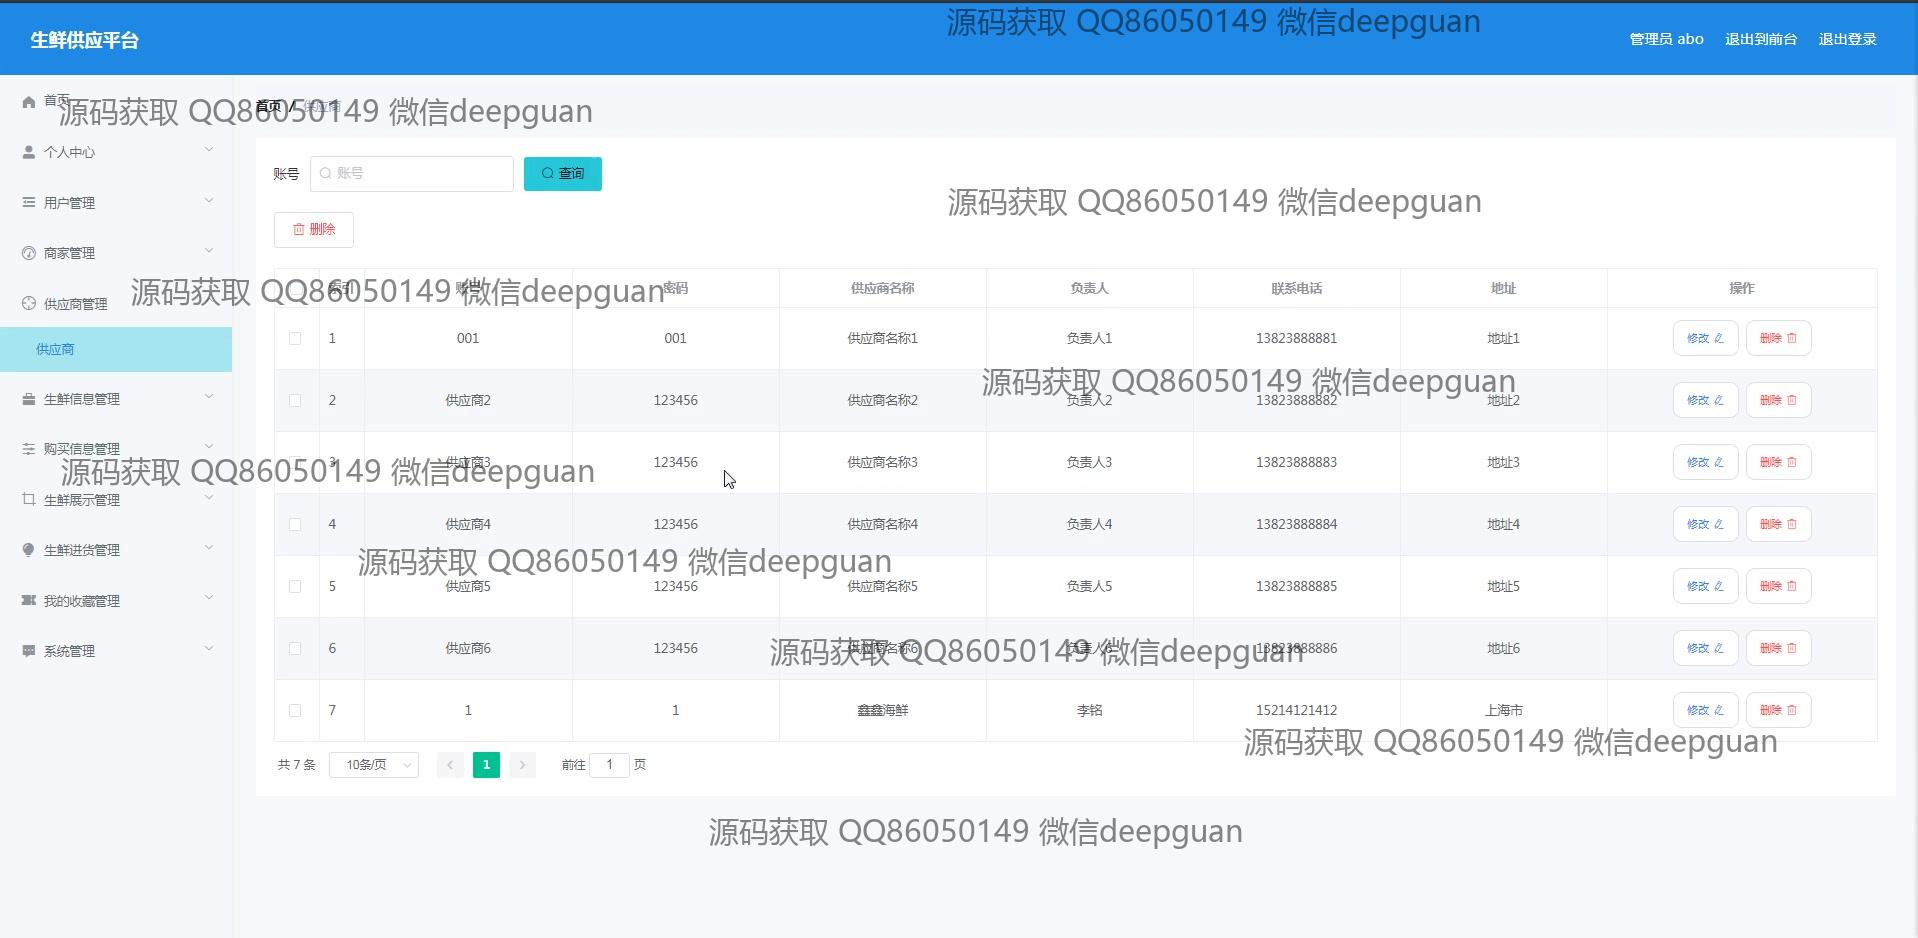 源码获取 QQ86050149 微信deepguan
生鲜供应平台
管理员 abo 退出到前台 退出登录
首页
首页 / 供应商
源码获取 QQ86050149 微信deepguan
个人中心
账号 账号 查询
用户管理
源码获取 QQ86050149 微信deepguan
删除
商家管理
源码获取 QQ86050149 微信deepguan
索引 账号 密码 供应商名称 负责人 联系电话 地址 操作
供应商管理
1 001 001 供应商名称1 负责人1 13823888881 地址1 修改 删除
供应商
源码获取 QQ86050149 微信deepguan
2 供应商2 123456 供应商名称2 负责人2 13823888882 地址2 修改 删除
生鲜信息管理
购买信息管理
3 供应商3 123456 供应商名称3 负责人3 13823888883 地址3 修改 删除
源码获取 QQ86050149 微信deepguan
生鲜展示管理
4 供应商4 123456 供应商名称4 负责人4 13823888884 地址4 修改 删除
生鲜进货管理
源码获取 QQ86050149 微信deepguan
5 供应商5 123456 供应商名称5 负责人5 13823888885 地址5 修改 删除
我的收藏管理
系统管理
6 供应商6 123456 供应商名称6 负责人6 13823888886 地址6 修改 删除
源码获取 QQ86050149 微信deepguan
7 1 1 鑫鑫海鲜 李铭 15214121412 上海市 修改 删除
源码获取 QQ86050149 微信deepguan
共 7 条 10条/页 1 前往 1 页
源码获取 QQ86050149 微信deepguan